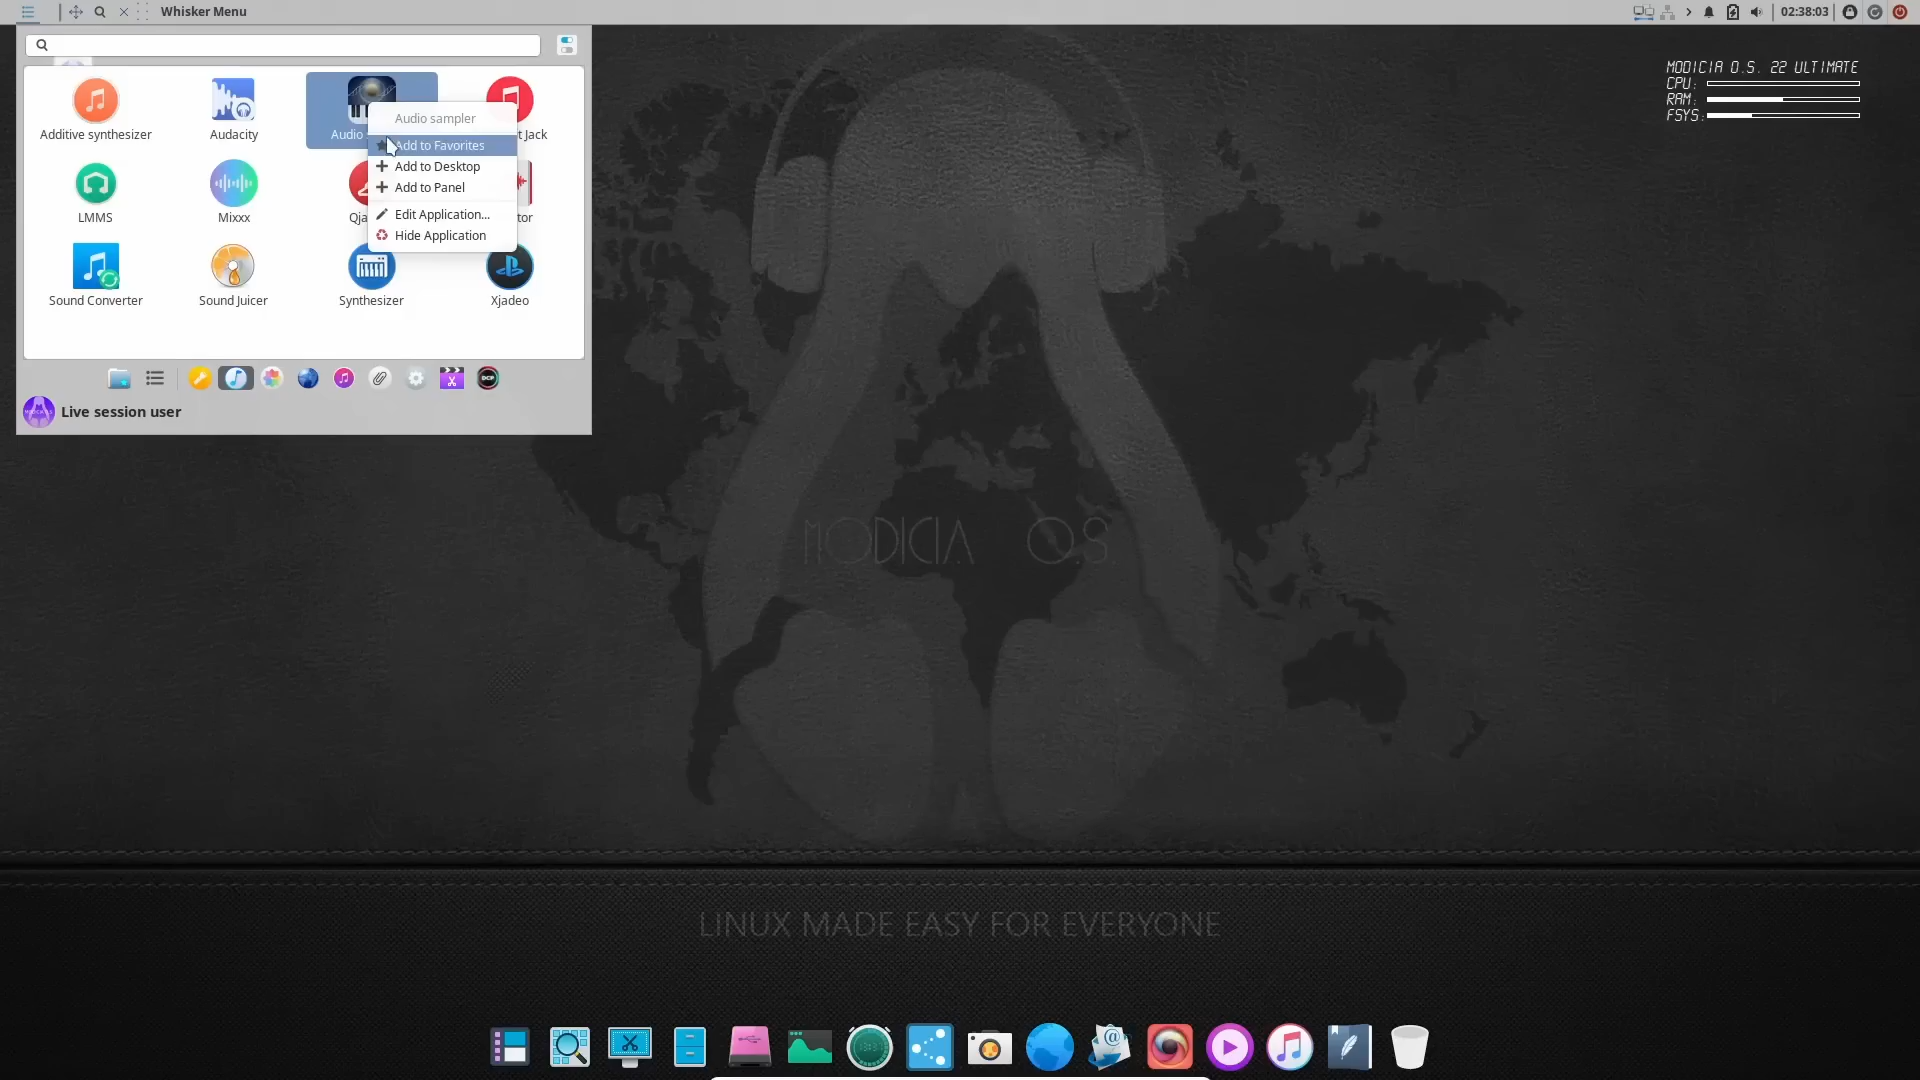 Whisker Menu
02:38:03
MODICIA O.S. 22 ULTIMATE
CPU:
RAM:
FSYS:
Additive synthesizer
Audacity
Audio
t Jack
Audio sampler
Add to Favorites
Add to Desktop
Add to Panel
Edit Application...
Hide Application
LMMS
Mixxx
Qja
tor
Sound Converter
Sound Juicer
Synthesizer
Xjadeo
DCP
Live session user
MODICIA O.S.
LINUX MADE EASY FOR EVERYONE